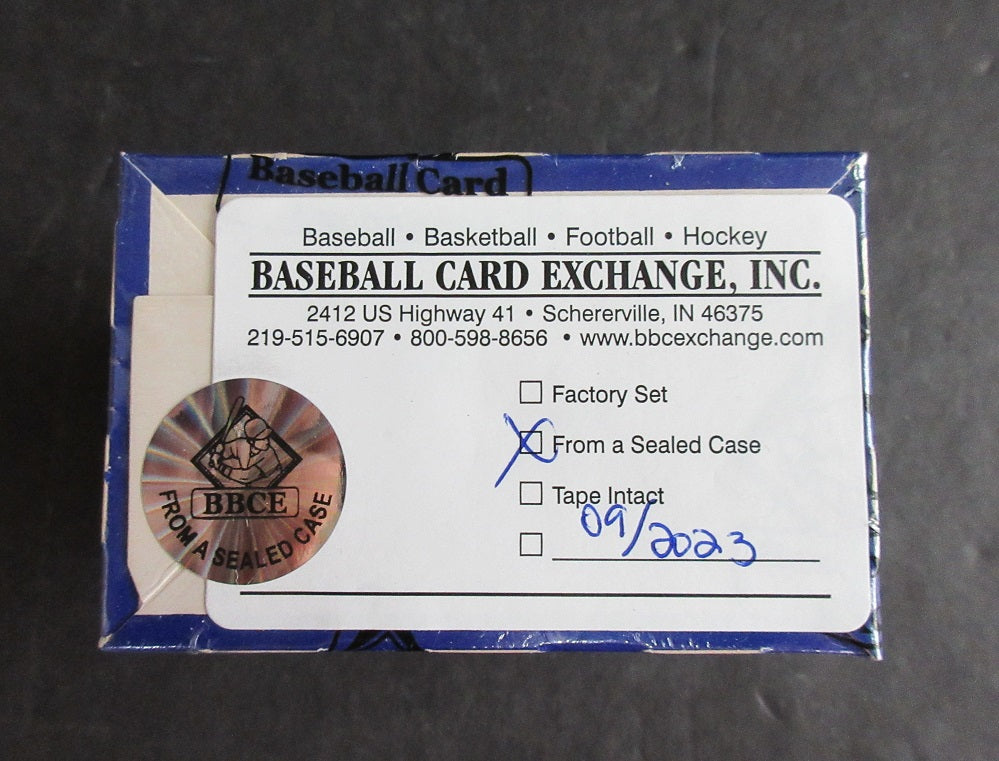 Baseball Card
Baseball • Basketball • Football • Hockey
BASEBALL CARD EXCHANGE, INC.
2412 US Highway 41 • Schererville, IN 46375
219-515-6907 • 800-598-8656 • www.bbcexchange.com
☐ Factory Set
☒ From a Sealed Case
☐ Tape Intact
☐ 09/2023
BBCE
FROM A SEALED CASE